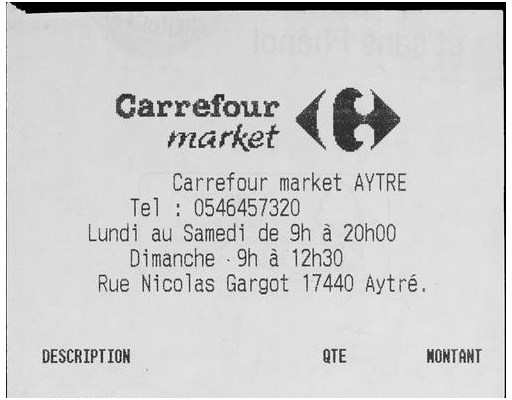 Carrefour
market
Carrefour market AYTRE
Tel : 0546457320
Lundi au Samedi de 9h à 20h00
Dimanche - 9h à 12h30
Rue Nicolas Gargot 17440 Aytré.
DESCRIPTION QTE MONTANT